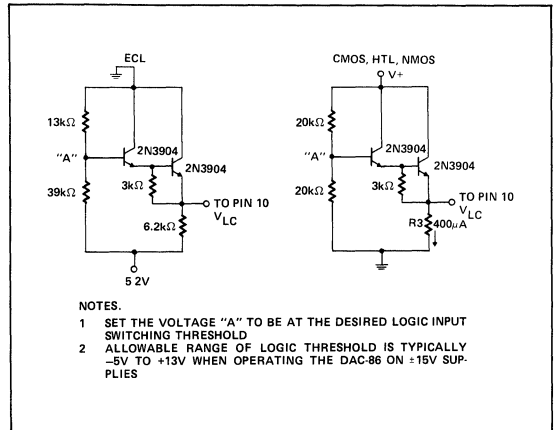 ECL
13kΩ
"A"
2N3904
2N3904
39kΩ
3kΩ
TO PIN 10
VLC
6.2kΩ
5 2V
CMOS, HTL, NMOS
V+
20kΩ
"A"
2N3904
2N3904
20kΩ
3kΩ
TO PIN 10
VLC
R3 400μA
NOTES.
1 SET THE VOLTAGE "A" TO BE AT THE DESIRED LOGIC INPUT
SWITCHING THRESHOLD
2 ALLOWABLE RANGE OF LOGIC THRESHOLD IS TYPICALLY
–5V TO +13V WHEN OPERATING THE DAC-86 ON ±15V SUP-
PLIES